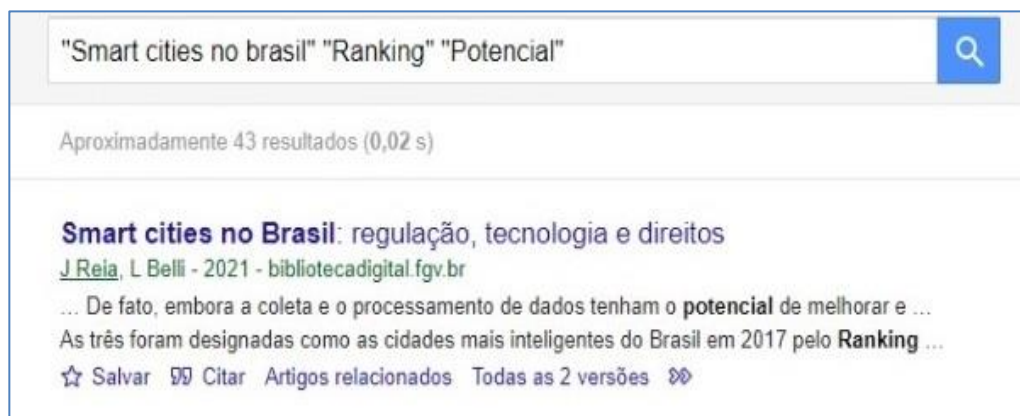 "Smart cities no brasil" "Ranking" "Potencial"
Aproximadamente 43 resultados (0,02 s)
Smart cities no Brasil: regulação, tecnologia e direitos
J Reia, L Belli - 2021 - bibliotecadigital.fgv.br
... De fato, embora a coleta e o processamento de dados tenham o potencial de melhorar e ...
As três foram designadas como as cidades mais inteligentes do Brasil em 2017 pelo Ranking ...
Salvar Citar Artigos relacionados Todas as 2 versões